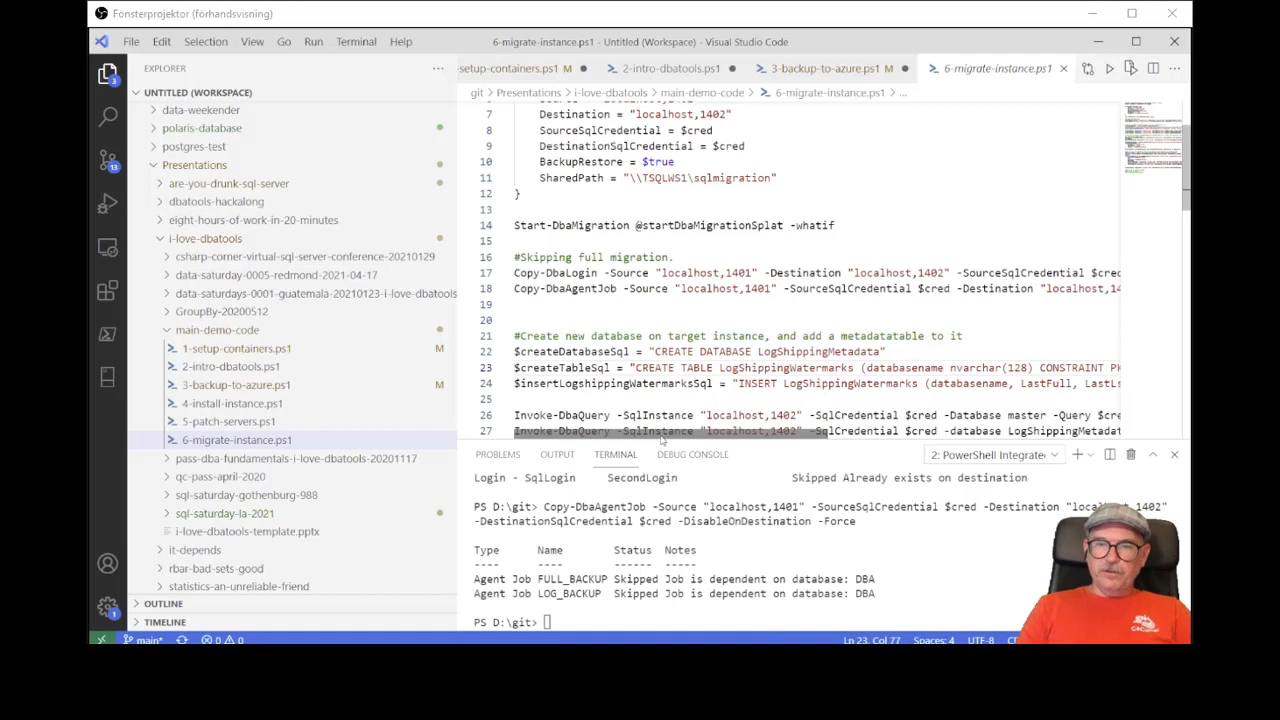 Fönsterprojektor (förhandsvisning)
File Edit Selection View Go Run Terminal Help
6-migrate-instance.ps1 - Untitled (Workspace) - Visual Studio Code
EXPLORER
-setup-containers.ps1 M
2-intro-dbatools.ps1
3-backup-to-azure.ps1 M
6-migrate-instance.ps1
UNTITLED (WORKSPACE)
git > Presentations > i-love-dbatools > main-demo-code > 6-migrate-instance.ps1 > ...
3
13
1
data-weekender
polaris-database
postgres-test
Presentations
are-you-drunk-sql-server
dbatools-hackalong
eight-hours-of-work-in-20-minutes
i-love-dbatools
csharp-corner-virtual-sql-server-conference-20210129
data-saturday-0005-redmond-2021-04-17
data-saturdays-0001-guatemala-20210123-i-love-dbatools
GroupBy-20200512
main-demo-code
1-setup-containers.ps1 M
2-intro-dbatools.ps1
3-backup-to-azure.ps1 M
4-install-instance.ps1
5-patch-servers.ps1
6-migrate-instance.ps1
pass-dba-fundamentals-i-love-dbatools-20201117
qc-pass-april-2020
sql-saturday-gothenburg-988
sql-saturday-la-2021
i-love-dbatools-template.pptx
it-depends
rbar-bad-sets-good
statistics-an-unreliable-friend
OUTLINE
TIMELINE
7 Destination = "localhost,1402"
8 SourceSqlCredential = $cred
9 DestinationSqlCredential = $cred
10 BackupRestore = $true
11 SharedPath = "\\TSQLWS1\sqlmigration"
12 }
13
14 Start-DbaMigration @startDbaMigrationSplat -whatif
15
16 #Skipping full migration.
17 Copy-DbaLogin -Source "localhost,1401" -Destination "localhost,1402" -SourceSqlCredential $cred
18 Copy-DbaAgentJob -Source "localhost,1401" -SourceSqlCredential $cred -Destination "localhost,14
19
20
21 #Create new database on target instance, and add a metadatatable to it
22 $createDatabaseSql = "CREATE DATABASE LogShippingMetadata"
23 $createTableSql = "CREATE TABLE LogShippingWatermarks (databasename nvarchar(128) CONSTRAINT PK
24 $insertLogshippingWatermarksSql = "INSERT LogShippingWatermarks (databasename, LastFull, LastLs
25
26 Invoke-DbaQuery -SqlInstance "localhost,1402" -SqlCredential $cred -Database master -Query $cre
27 Invoke-DbaQuery -SqlInstance "localhost,1402" -SqlCredential $cred -database LogShippingMetadat
PROBLEMS OUTPUT TERMINAL DEBUG CONSOLE
2: PowerShell Integrate
Login - SqlLogin SecondLogin Skipped Already exists on destination
PS D:\git> Copy-DbaAgentJob -Source "localhost,1401" -SourceSqlCredential $cred -Destination "localhost,1402"
-DestinationSqlCredential $cred -DisableOnDestination -Force
Type Name Status Notes
---- ---- ------ -----
Agent Job FULL_BACKUP Skipped Job is dependent on database: DBA
Agent Job LOG_BACKUP Skipped Job is dependent on database: DBA
PS D:\git>
main* 0 0
Ln 23, Col 77 Spaces: 4 UTF-8